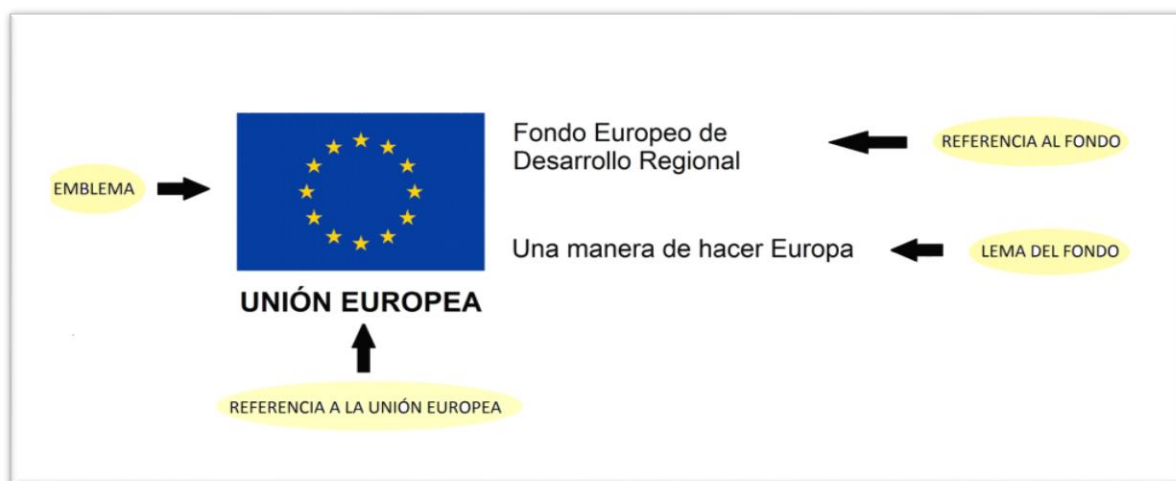 Fondo Europeo de
Desarrollo Regional
REFERENCIA AL FONDO
EMBLEMA
Una manera de hacer Europa
LEMA DEL FONDO
UNIÓN EUROPEA
REFERENCIA A LA UNIÓN EUROPEA